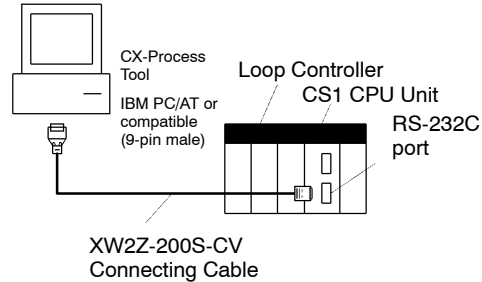 CX-Process
Tool
IBM PC/AT or
compatible
(9-pin male)
Loop Controller
CS1 CPU Unit
RS-232C
port
XW2Z-200S-CV
Connecting Cable